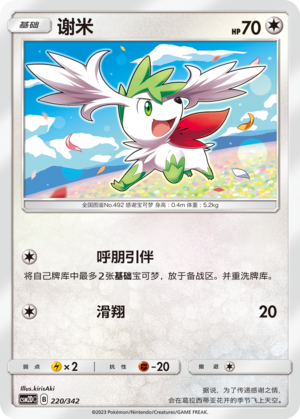 基础 谢米 HP70
全国图鉴No.492 感谢宝可梦 身高：0.4m 体重：5.2kg
呼朋引伴
将自己牌库中最多2张基础宝可梦，放于备战区。并重洗牌库。
滑翔 20
弱点 ×2 抗性 -20 撤退
Illus.kirisAki
220/342
据说，为了传递感谢之情，
会在葛拉西蒂亚花开的季节飞上天空。
©2023 Pokémon/Nintendo/Creatures/GAME FREAK.